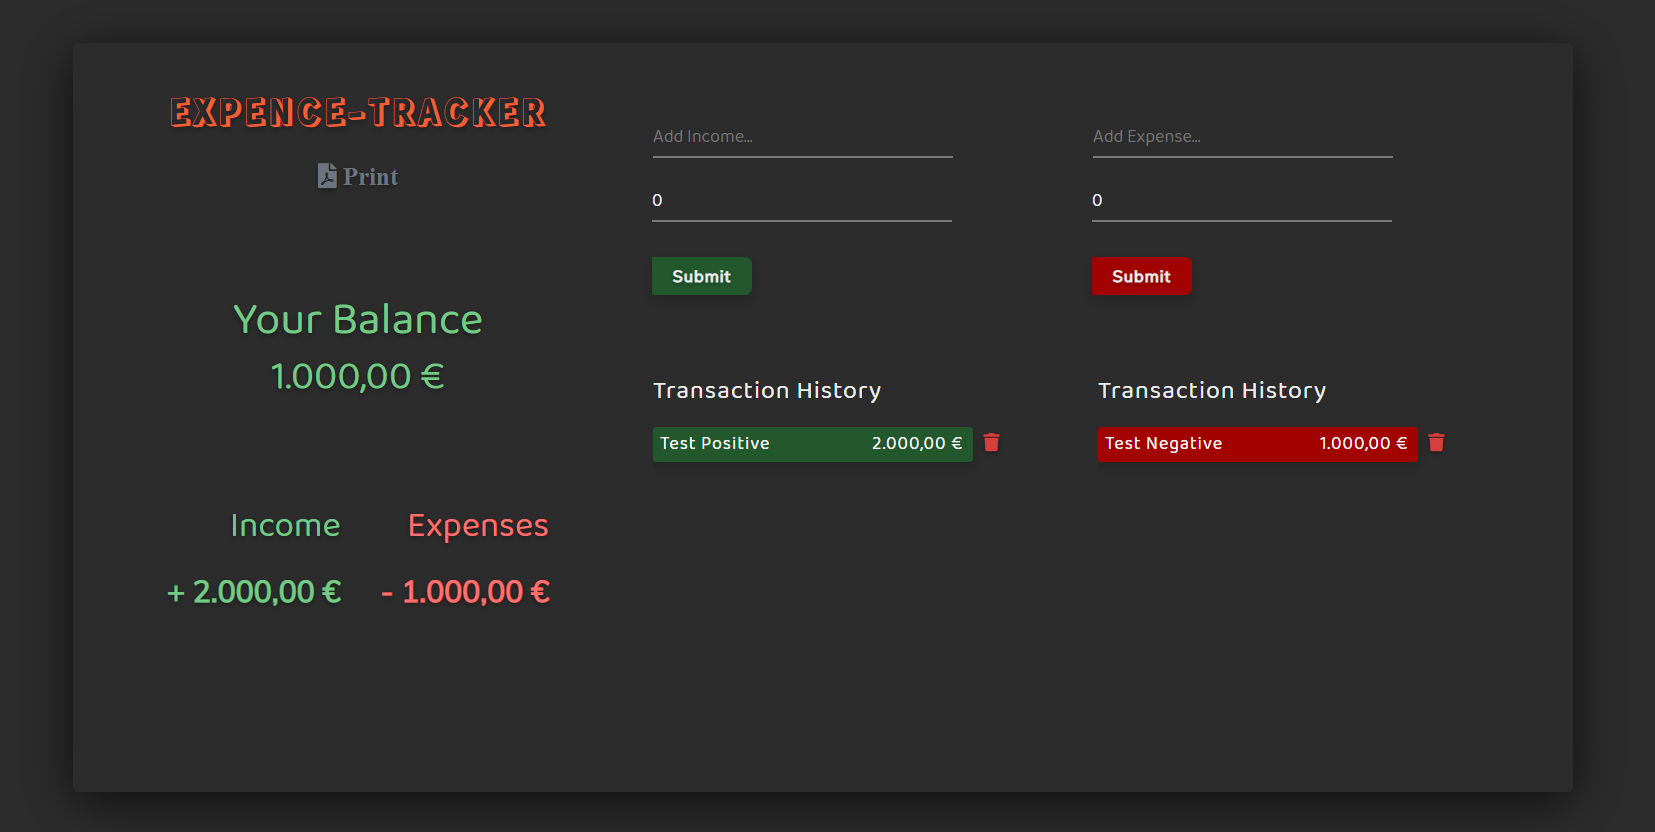 EXPENCE-TRACKER
Print
Your Balance
1.000,00 €
Income
Expenses
+ 2.000,00 €
- 1.000,00 €
Add Income...
0
Submit
Transaction History
Test Positive 2.000,00 €
Add Expense...
0
Submit
Transaction History
Test Negative 1.000,00 €